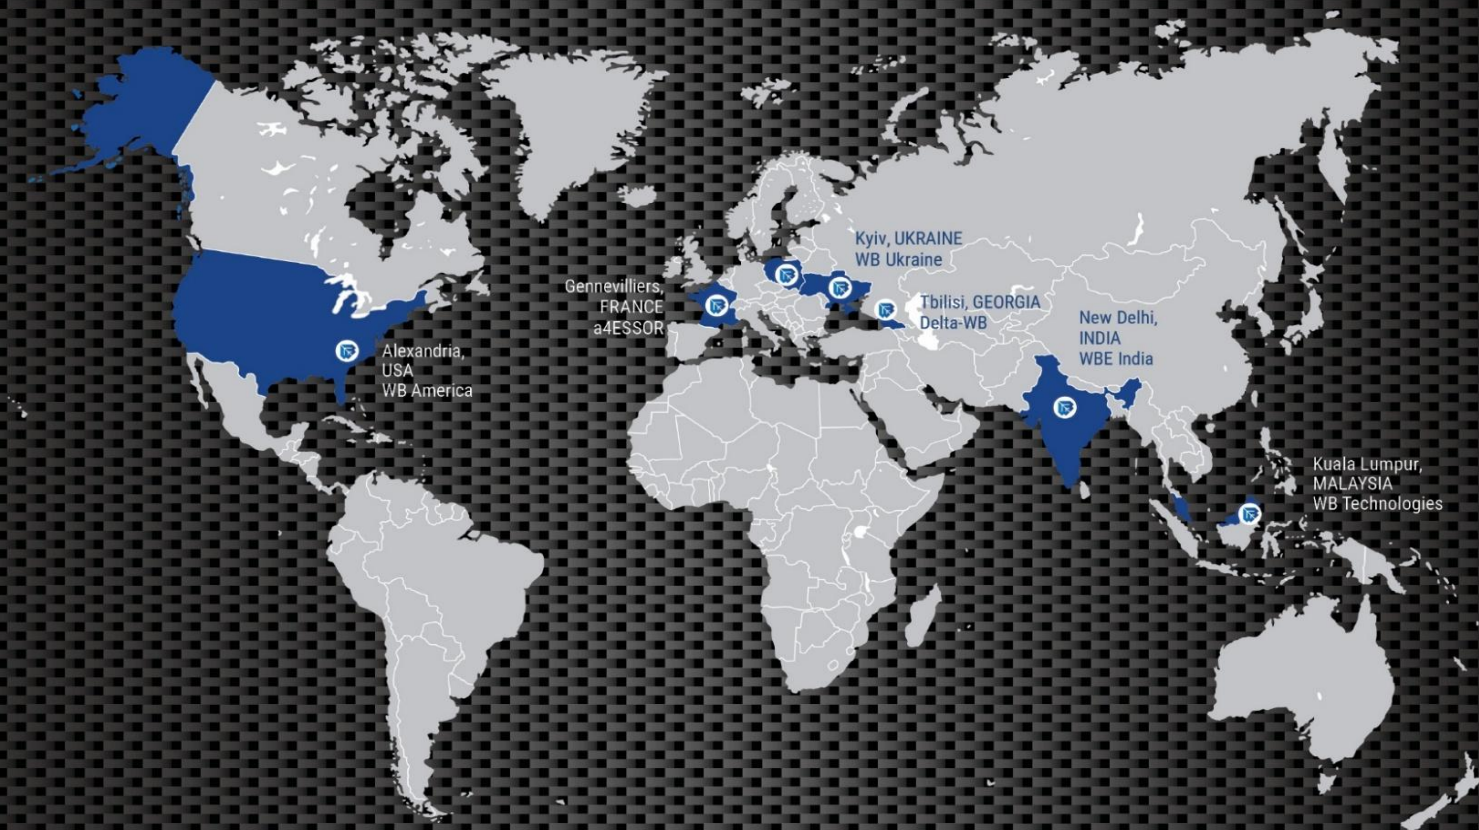 Kyiv, UKRAINE
WB Ukraine
Gennevilliers,
FRANCE
a4ESSOR
Tbilisi, GEORGIA
Delta-WB
New Delhi,
INDIA
WBE India
Alexandria,
USA
WB America
Kuala Lumpur,
MALAYSIA
WB Technologies